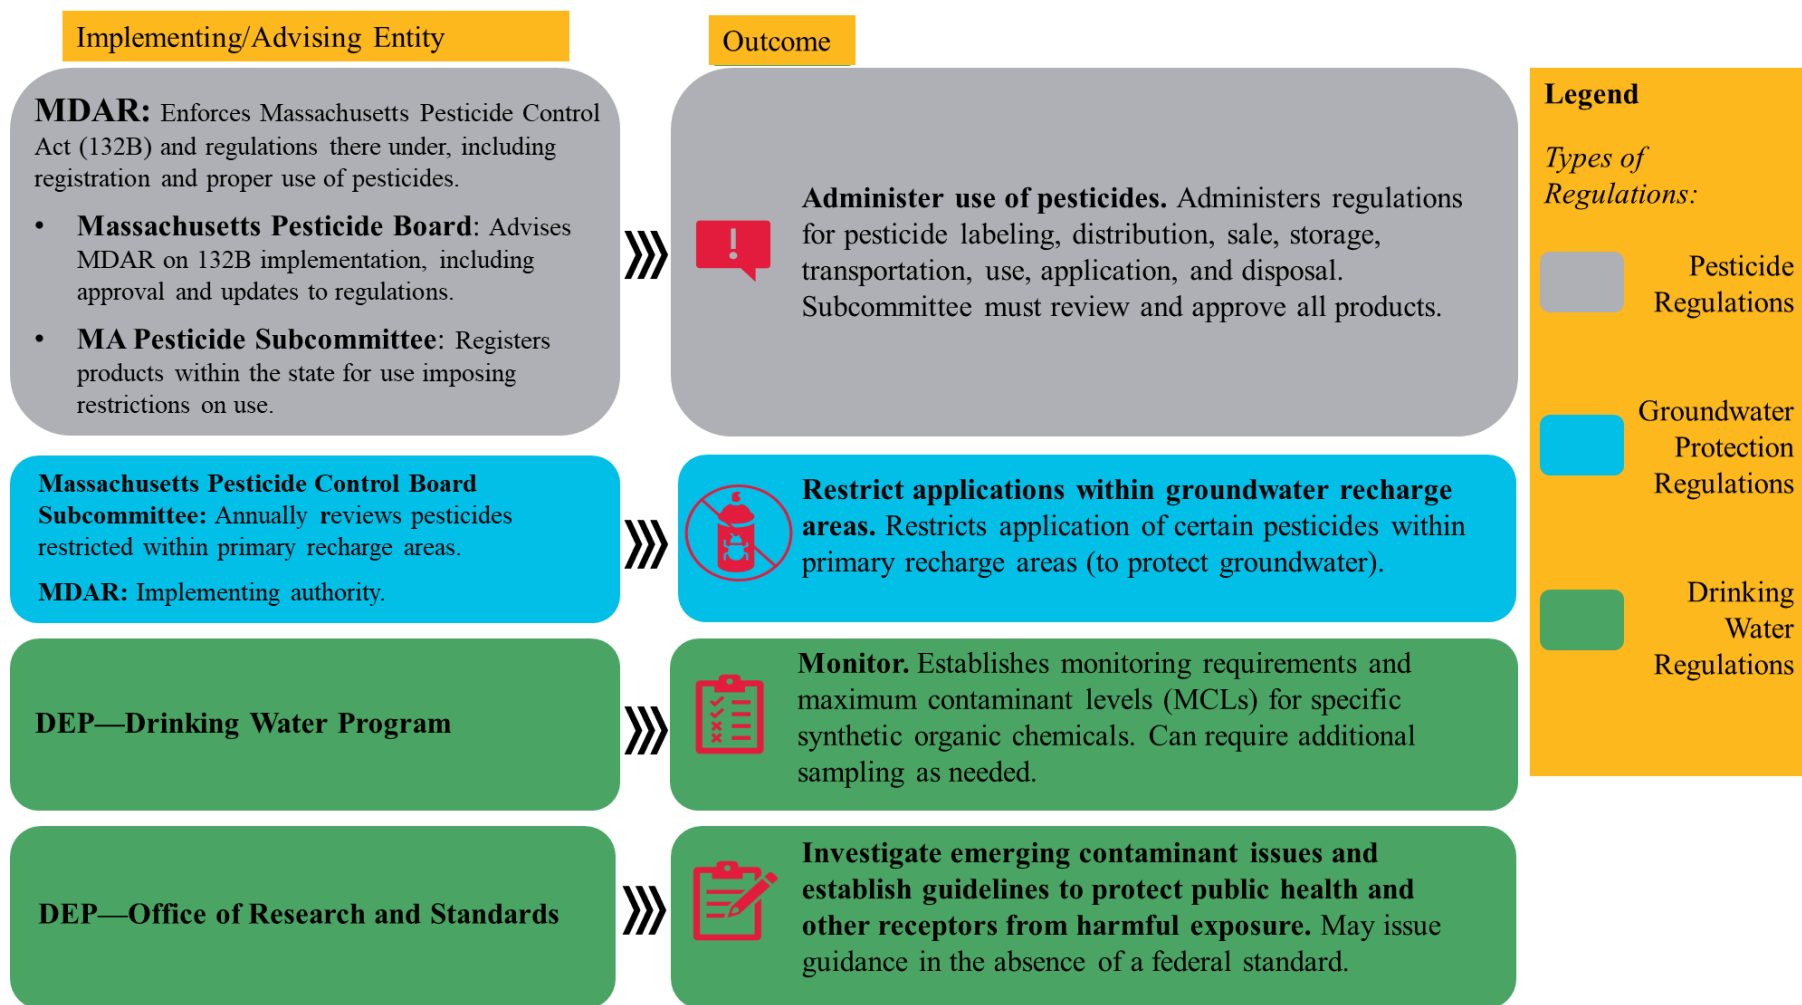 Implementing/Advising Entity
Outcome
MDAR: Enforces Massachusetts Pesticide Control
Act (132B) and regulations there under, including
registration and proper use of pesticides.
• Massachusetts Pesticide Board: Advises
MDAR on 132B implementation, including
approval and updates to regulations.
• MA Pesticide Subcommittee: Registers
products within the state for use imposing
restrictions on use.
Administer use of pesticides. Administers regulations
for pesticide labeling, distribution, sale, storage,
transportation, use, application, and disposal.
Subcommittee must review and approve all products.
Massachusetts Pesticide Control Board
Subcommittee: Annually reviews pesticides
restricted within primary recharge areas.
MDAR: Implementing authority.
Restrict applications within groundwater recharge
areas. Restricts application of certain pesticides within
primary recharge areas (to protect groundwater).
DEP—Drinking Water Program
Monitor. Establishes monitoring requirements and
maximum contaminant levels (MCLs) for specific
synthetic organic chemicals. Can require additional
sampling as needed.
DEP—Office of Research and Standards
Investigate emerging contaminant issues and
establish guidelines to protect public health and
other receptors from harmful exposure. May issue
guidance in the absence of a federal standard.
Legend
Types of
Regulations:
Pesticide
Regulations
Groundwater
Protection
Regulations
Drinking
Water
Regulations